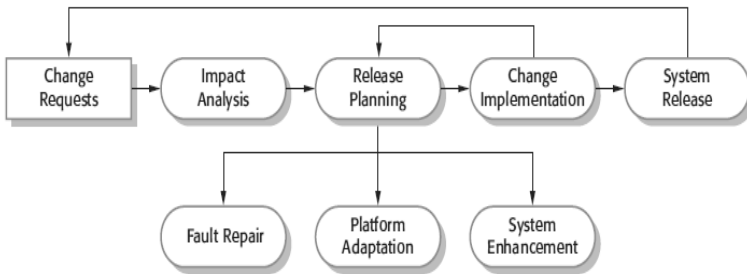 Change
Requests
Impact
Analysis
Release
Planning
Change
Implementation
System
Release
Fault Repair
Platform
Adaptation
System
Enhancement